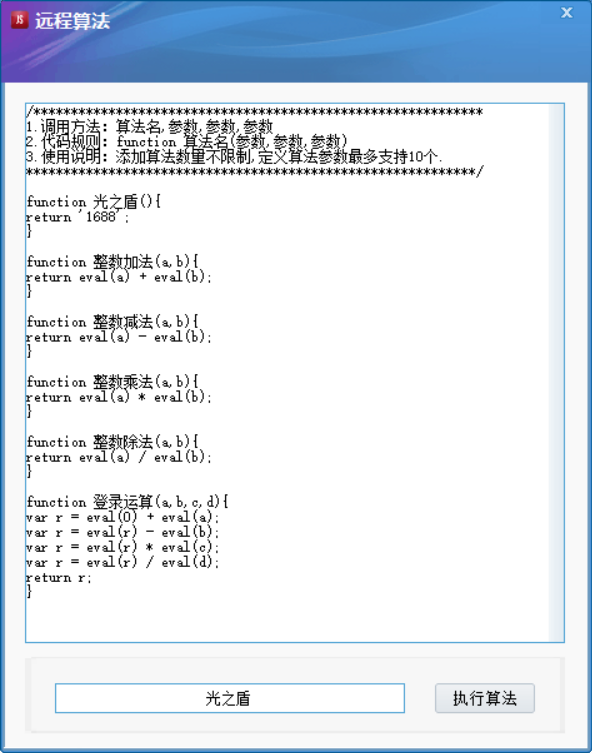 JS 远程算法
/************************************************************
1.调用方法：算法名,参数,参数,参数
2.代码规则：function 算法名(参数,参数,参数)
3.使用说明：添加算法数量不限制,定义算法参数最多支持10个.
************************************************************/
function 光之盾(){
return '1688';
}
function 整数加法(a,b){
return eval(a) + eval(b);
}
function 整数减法(a,b){
return eval(a) - eval(b);
}
function 整数乘法(a,b){
return eval(a) * eval(b);
}
function 整数除法(a,b){
return eval(a) / eval(b);
}
function 登录运算(a,b,c,d){
var r = eval(0) + eval(a);
var r = eval(r) - eval(b);
var r = eval(r) * eval(c);
var r = eval(r) / eval(d);
return r;
}
光之盾 执行算法